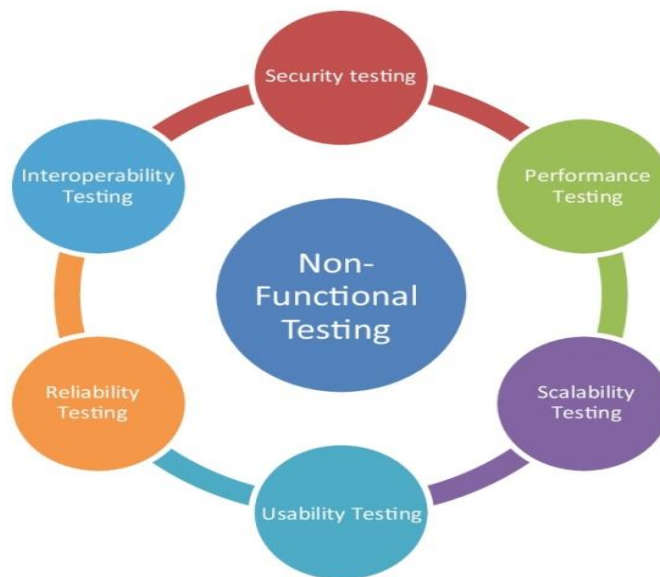 Security testing
Performance
Testing
Scalability
Testing
Usability Testing
Reliability
Testing
Interoperability
Testing
Non-
Functional
Testing